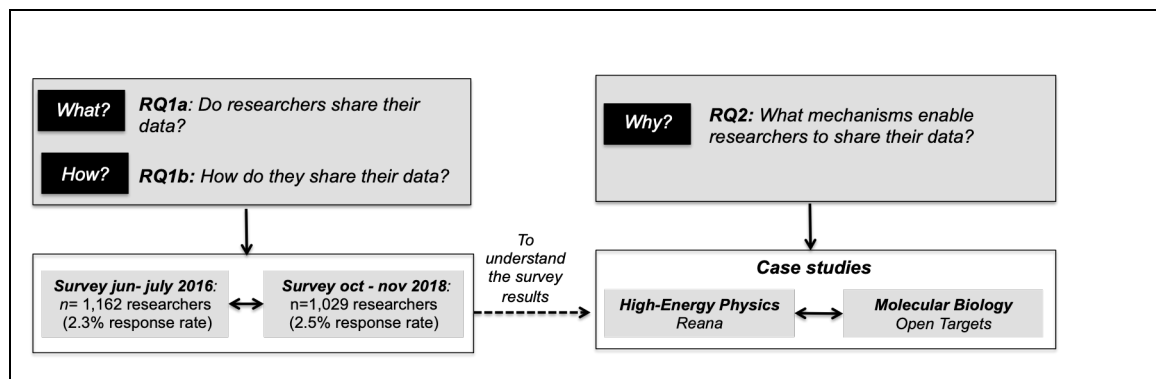 What?
RQ1a: Do researchers share their
data?
How?
RQ1b: How do they share their data?
Why?
RQ2: What mechanisms enable
researchers to share their data?
Survey jun- july 2016:
n= 1,162 researchers
(2.3% response rate)
Survey oct - nov 2018:
n=1,029 researchers
(2.5% response rate)
To
understand
the survey
results
Case studies
High-Energy Physics
Reana
Molecular Biology
Open Targets